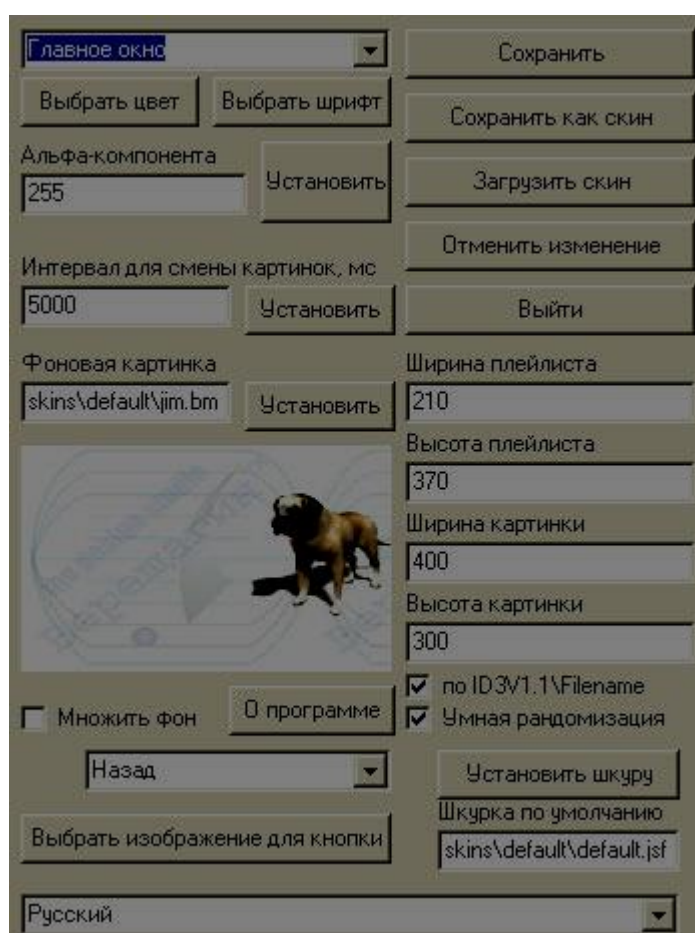 Главное окно
Сохранить
Выбрать цвет
Выбрать шрифт
Сохранить как скин
Альфа-компонента
255
Установить
Загрузить скин
Отменить изменение
Интервал для смены картинок, мс
5000
Установить
Выйти
Фоновая картинка
skins\default\jim.bm
Установить
Ширина плейлиста
210
Высота плейлиста
370
Ширина картинки
400
Высота картинки
300
по ID3V1.1\Filename
Множить фон
О программе
Умная рандомизация
Назад
Установить шкуру
Шкурка по умолчанию
Выбрать изображение для кнопки
skins\default\default.jsf
Русский